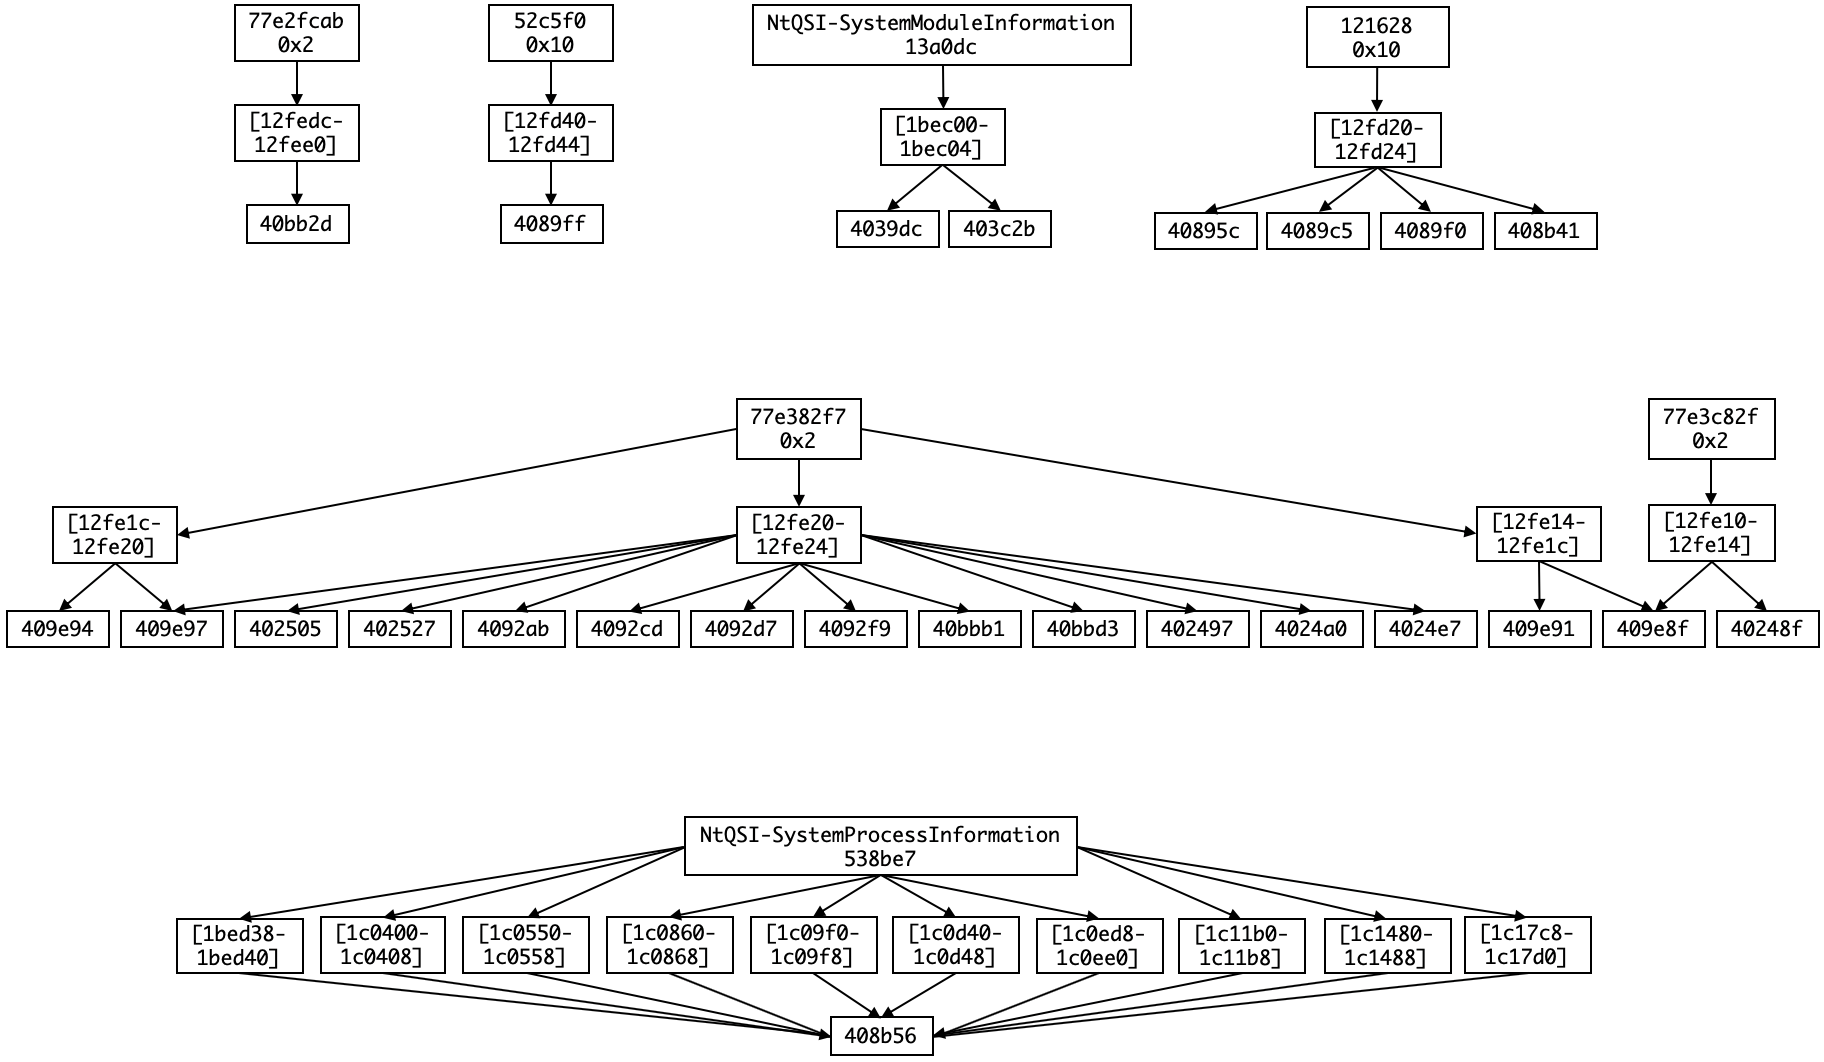 77e2fcab
0x2
52c5f0
0x10
NtQSI-SystemModuleInformation
13a0dc
121628
0x10
[12fedc-
12fee0]
[12fd40-
12fd44]
[1bec00-
1bec04]
[12fd20-
12fd24]
40bb2d
4089ff
4039dc
403c2b
40895c
4089c5
4089f0
408b41
77e382f7
0x2
77e3c82f
0x2
[12fe1c-
12fe20]
[12fe20-
12fe24]
[12fe14-
12fe1c]
[12fe10-
12fe14]
409e94
409e97
402505
402527
4092ab
4092cd
4092d7
4092f9
40bbb1
40bbd3
402497
4024a0
4024e7
409e91
409e8f
40248f
NtQSI-SystemProcessInformation
538be7
[1bed38-
1bed40]
[1c0400-
1c0408]
[1c0550-
1c0558]
[1c0860-
1c0868]
[1c09f0-
1c09f8]
[1c0d40-
1c0d48]
[1c0ed8-
1c0ee0]
[1c11b0-
1c11b8]
[1c1480-
1c1488]
[1c17c8-
1c17d0]
408b56